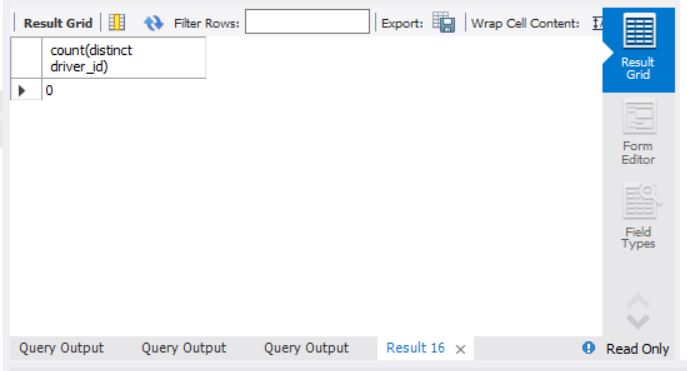 Result Grid Filter Rows: Export: Wrap Cell Content:
Result
Grid
count(distinct
driver_id)
0
Form
Editor
Field
Types
Query Output Query Output Query Output Result 16 × Read Only